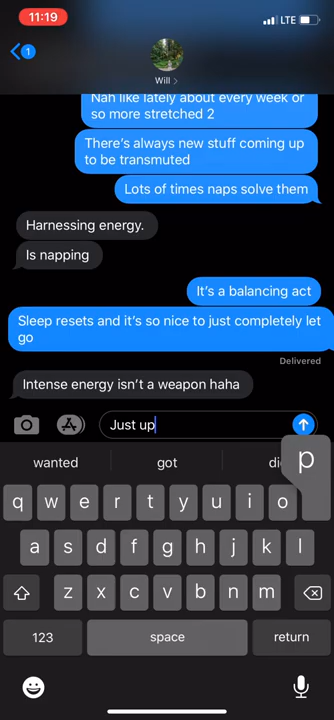 11:19
LTE
1
Will
Nah like lately about every week or
so more stretched 2
There's always new stuff coming up
to be transmuted
Lots of times naps solve them
Harnessing energy.
Is napping
It's a balancing act
Sleep resets and it's so nice to just completely let
go
Delivered
Intense energy isn't a weapon haha
Just up
wanted got
p
q w e r t y u i o
a s d f g h j k l
z x c v b n m
123 space return